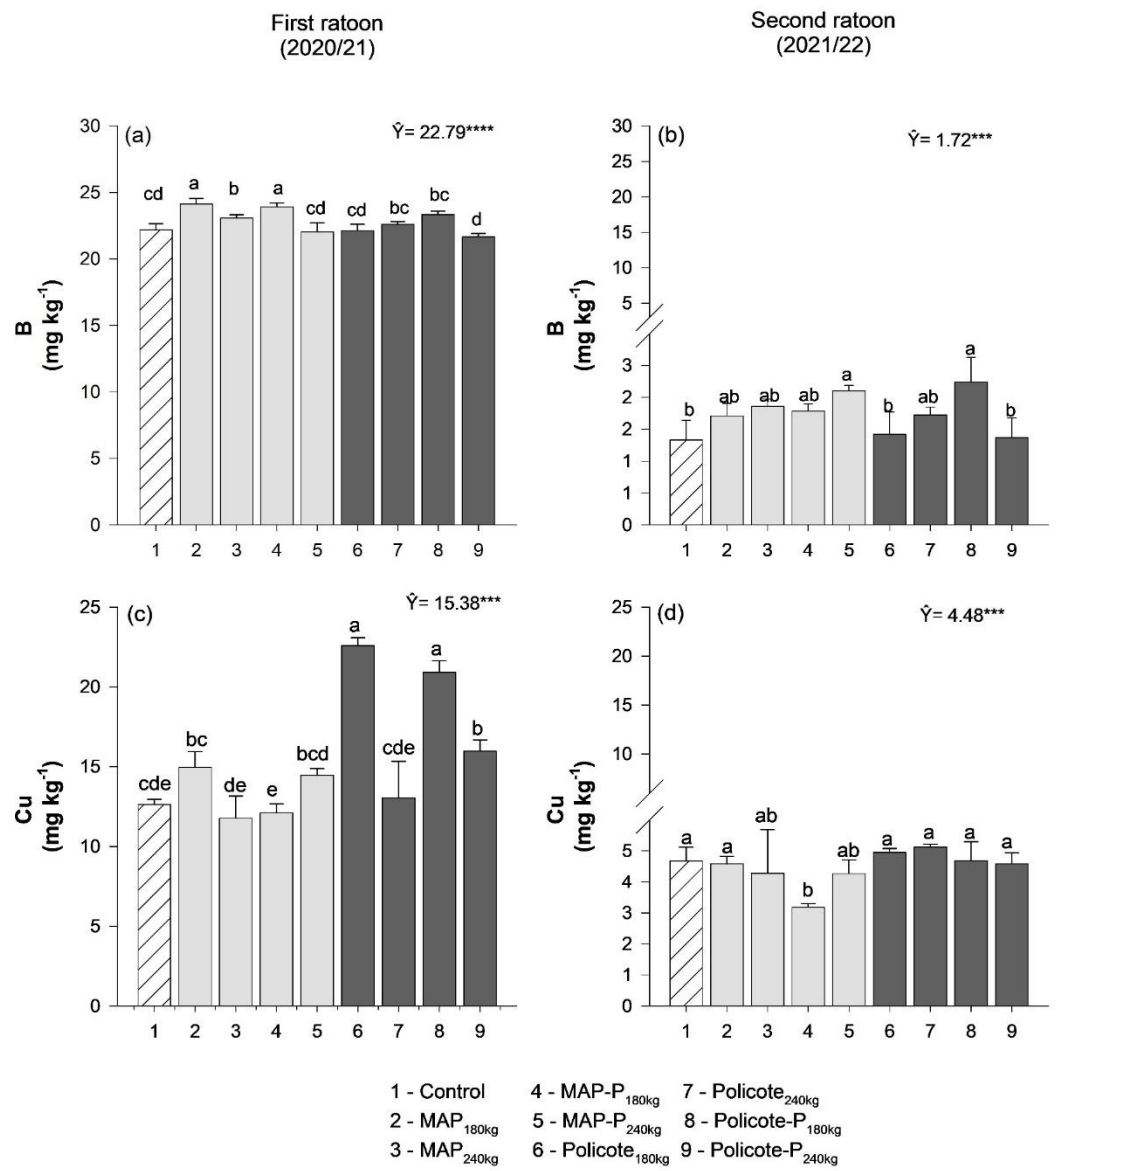 First ratoon
(2020/21)
Second ratoon
(2021/22)
(a)
Ŷ= 22.79****
30
25
20
15
10
5
0
B
(mg kg-1)
cd a b a cd cd bc bc d
1 2 3 4 5 6 7 8 9
(b)
Ŷ= 1.72***
30
25
20
15
10
5
3
2
2
1
1
0
B
(mg kg-1)
b ab ab ab a b ab a b
1 2 3 4 5 6 7 8 9
(c)
Ŷ= 15.38***
25
20
15
10
5
0
Cu
(mg kg-1)
cde bc de e bcd a cde a b
1 2 3 4 5 6 7 8 9
(d)
Ŷ= 4.48***
25
20
15
10
5
4
3
2
1
0
Cu
(mg kg-1)
a a ab b ab a a a a
1 2 3 4 5 6 7 8 9
1 - Control 4 - MAP-P180kg 7 - Policote240kg
2 - MAP180kg 5 - MAP-P240kg 8 - Policote-P180kg
3 - MAP240kg 6 - Policote180kg 9 - Policote-P240kg